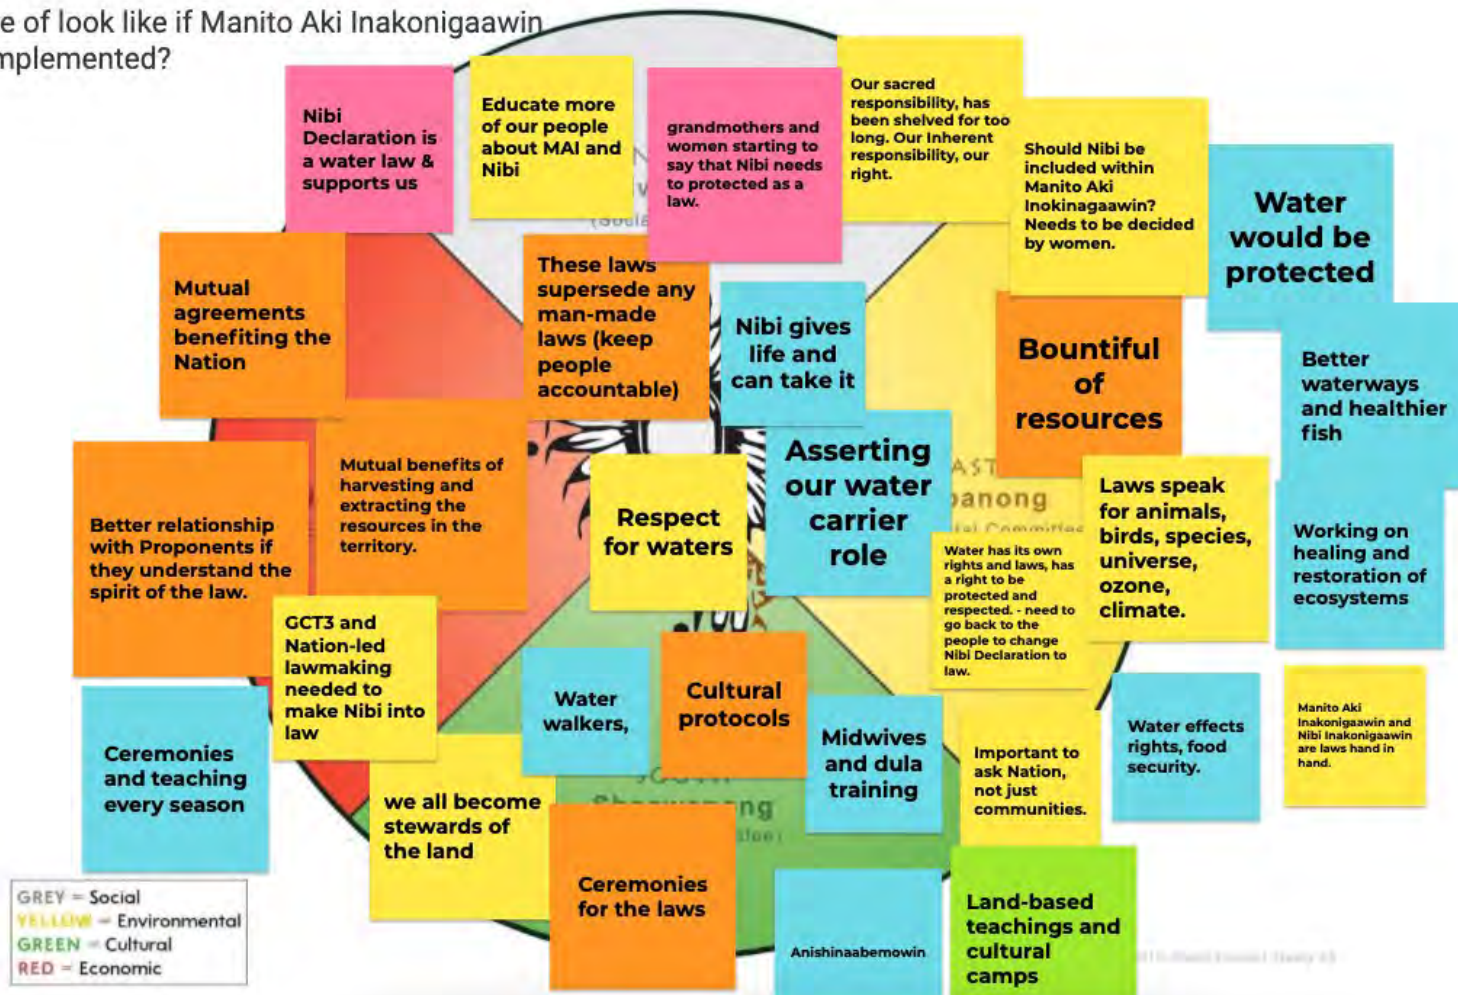 e of look like if Manito Aki Inakonigaawin
mplemented?
Nibi
Declaration is
a water law &
supports us
Educate more
of our people
about MAI and
Nibi
grandmothers and
women starting to
say that Nibi needs
to protected as a
law.
Our sacred
responsibility, has
been shelved for too
long. Our Inherent
responsibility, our
right.
Should Nibi be
included within
Manito Aki
Inokinagaawin?
Needs to be decided
by women.
Water
would be
protected
Mutual
agreements
benefiting the
Nation
These laws
supersede any
man-made
laws (keep
people
accountable)
Nibi gives
life and
can take it
Bountiful
of
resources
Better
waterways
and healthier
fish
Better relationship
with Proponents if
they understand the
spirit of the law.
Mutual benefits of
harvesting and
extracting the
resources in the
territory.
Respect
for waters
Asserting
our water
carrier
role
AST
anong
Committee
Water has its own
rights and laws, has
a right to be
protected and
respected. - need to
go back to the
people to change
Nibi Declaration to
law.
Laws speak
for animals,
birds, species,
universe,
ozone,
climate.
Working on
healing and
restoration of
ecosystems
GCT3 and
Nation-led
lawmaking
needed to
make Nibi into
law
Ceremonies
and teaching
every season
Water
walkers,
Cultural
protocols
Midwives
and dula
training
Important to
ask Nation,
not just
communities.
Water effects
rights, food
security.
Manito Aki
Inakonigaawin and
Nibi Inakonigaawin
are laws hand in
hand.
we all become
stewards of
the land
Ceremonies
for the laws
Anishinaabemowin
Land-based
teachings and
cultural
camps
GREY = Social
YELLOW = Environmental
GREEN = Cultural
RED = Economic